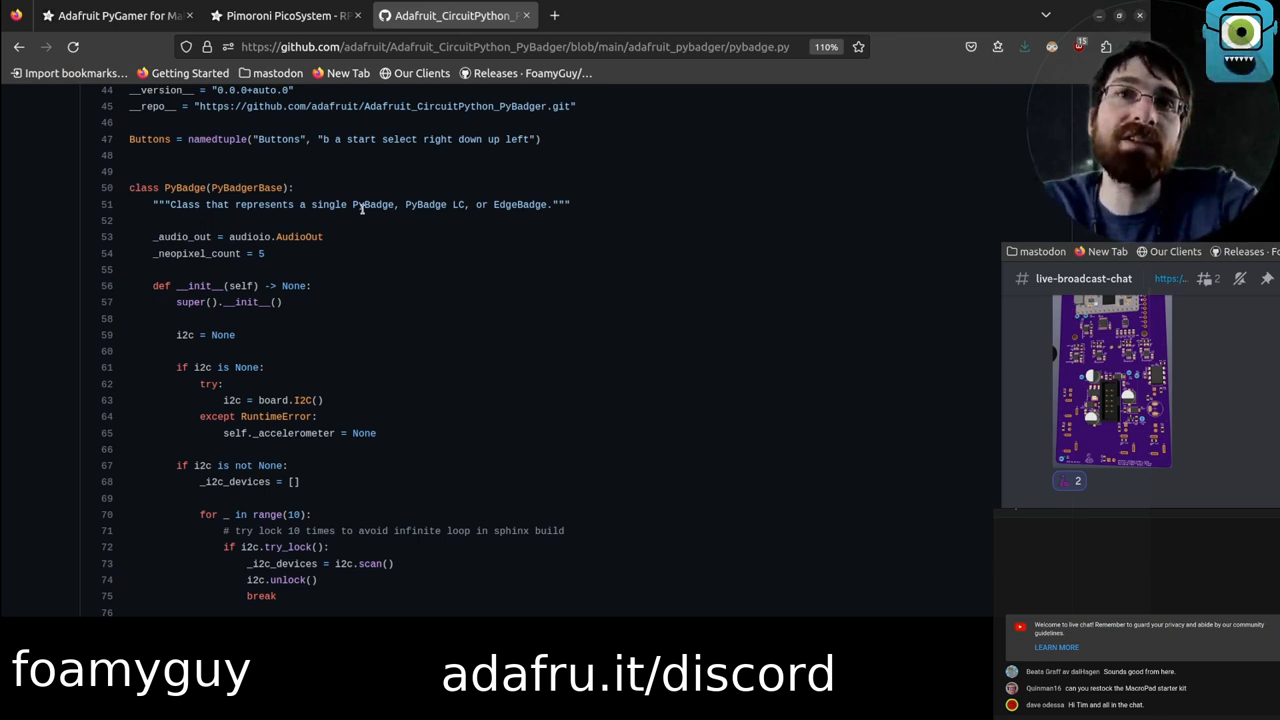 Adafruit PyGamer for Ma
Pimoroni PicoSystem - RP
Adafruit_CircuitPython_P
https://github.com/adafruit/Adafruit_CircuitPython_PyBadger/blob/main/adafruit_pybadger/pybadge.py
110%
15
Import bookmarks...
Getting Started
mastodon
New Tab
Our Clients
Releases · FoamyGuy/...
44 __version__ = "0.0.0+auto.0"
45 __repo__ = "https://github.com/adafruit/Adafruit_CircuitPython_PyBadger.git"
46
47 Buttons = namedtuple("Buttons", "b a start select right down up left")
48
49
50 class PyBadge(PyBadgerBase):
51 """Class that represents a single PyBadge, PyBadge LC, or EdgeBadge."""
52
53 _audio_out = audioio.AudioOut
54 _neopixel_count = 5
55
56 def __init__(self) -> None:
57 super().__init__()
58
59 i2c = None
60
61 if i2c is None:
62 try:
63 i2c = board.I2C()
64 except RuntimeError:
65 self._accelerometer = None
66
67 if i2c is not None:
68 _i2c_devices = []
69
70 for _ in range(10):
71 # try lock 10 times to avoid infinite loop in sphinx build
72 if i2c.try_lock():
73 _i2c_devices = i2c.scan()
74 i2c.unlock()
75 break
76
mastodon
New Tab
Our Clients
Releases · Fo
# live-broadcast-chat
https:/...
2
2
Welcome to live chat! Remember to guard your privacy and abide by our community
guidelines.
LEARN MORE
Beata Graff av dalHagen Sounds good from here.
Quinman16 can you restock the MacroPad starter kit
dave odessa Hi Tim and all in the chat.
foamyguy
adafru.it/discord